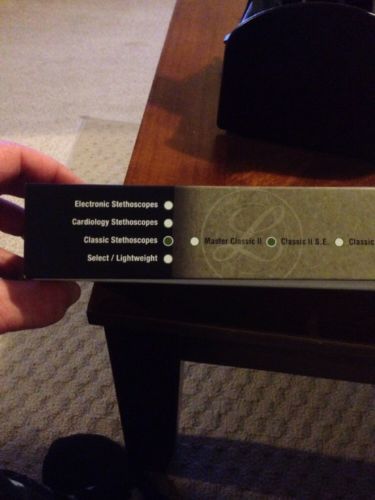 Electronic Stethoscopes
Cardiology Stethoscopes
Classic Stethoscopes Master Classic II Classic II S.E. Classic
Select / Lightweight